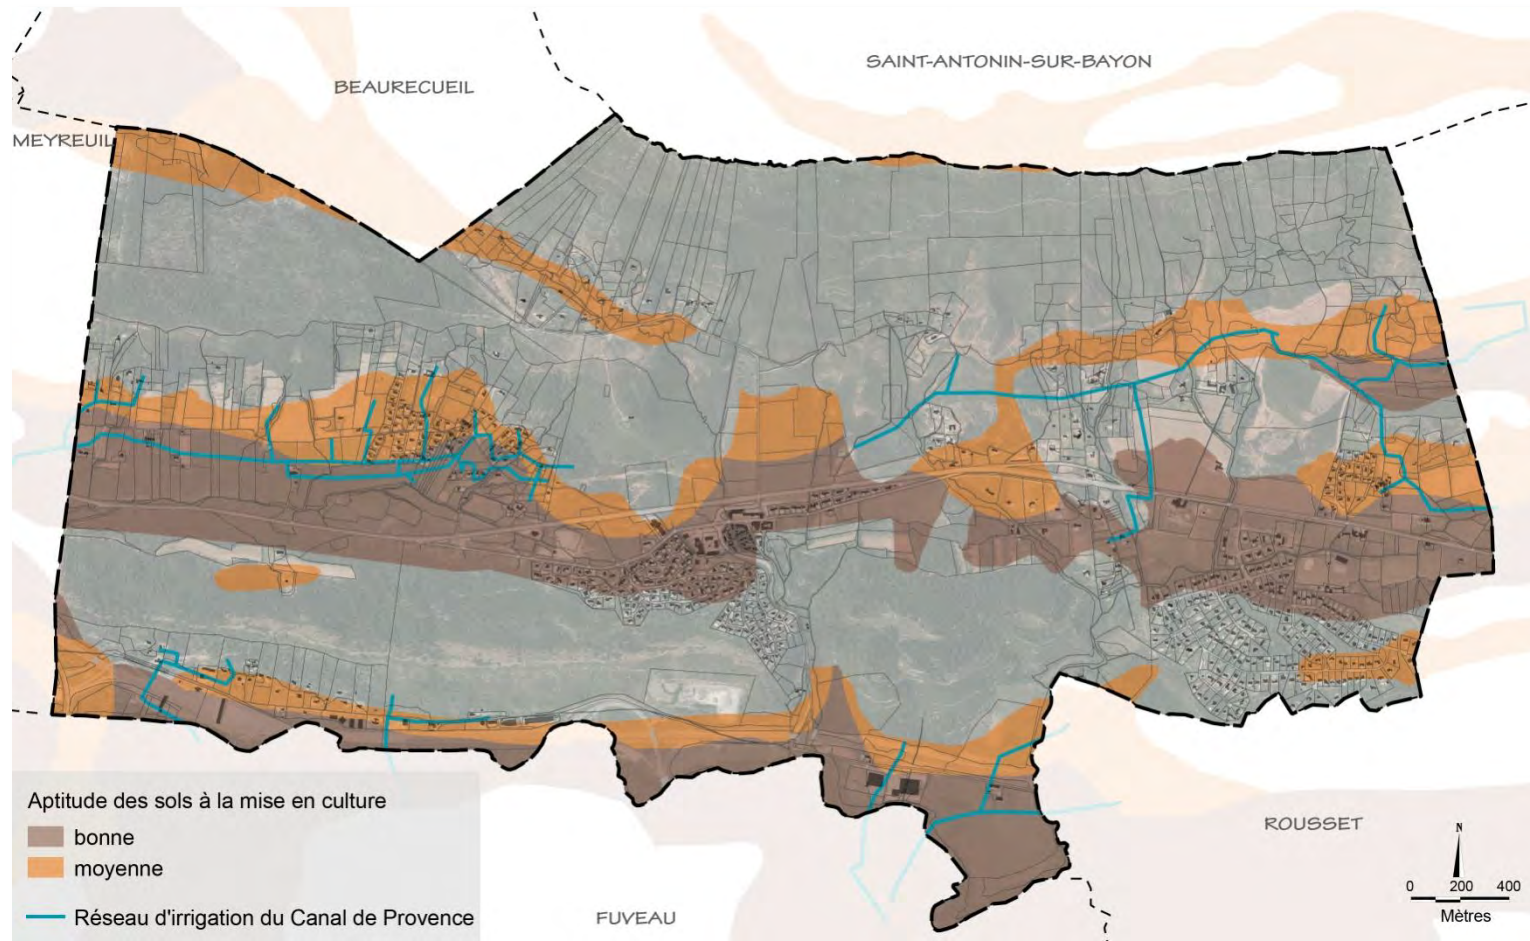 SAINT-ANTONIN-SUR-BAYON
BEAURECUEIL
MEYREUIL
Aptitude des sols à la mise en culture
bonne
moyenne
Réseau d'irrigation du Canal de Provence
FUVEAU
ROUSSET
N
0 200 400
Mètres